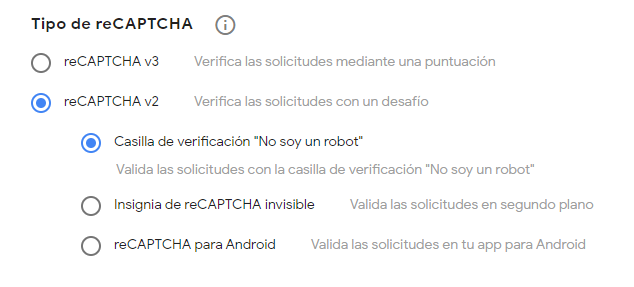 Tipo de reCAPTCHA
reCAPTCHA v3 Verifica las solicitudes mediante una puntuación
reCAPTCHA v2 Verifica las solicitudes con un desafío
Casilla de verificación "No soy un robot"
Valida las solicitudes con la casilla de verificación "No soy un robot"
Insignia de reCAPTCHA invisible Valida las solicitudes en segundo plano
reCAPTCHA para Android Valida las solicitudes en tu app para Android